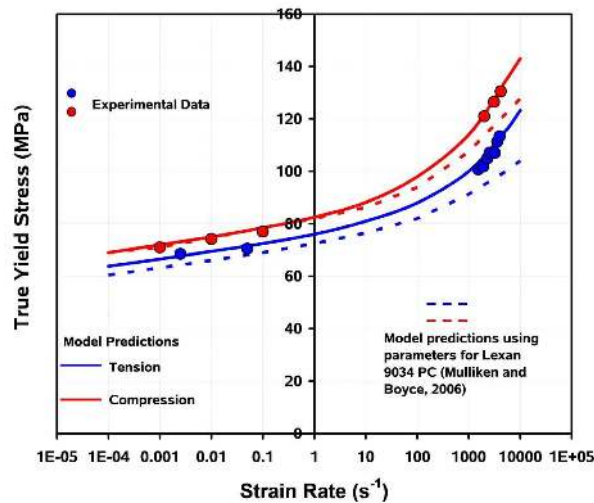 160
140
120
100
80
60
40
20
0
True Yield Stress (MPa)
Experimental Data
Model Predictions
Tension
Compression
Model predictions using
parameters for Lexan
9034 PC (Mulliken and
Boyce, 2006)
1E-05 1E-04 0.001 0.01 0.1 1 10 100 1000 10000 1E+05
Strain Rate (s⁻¹)